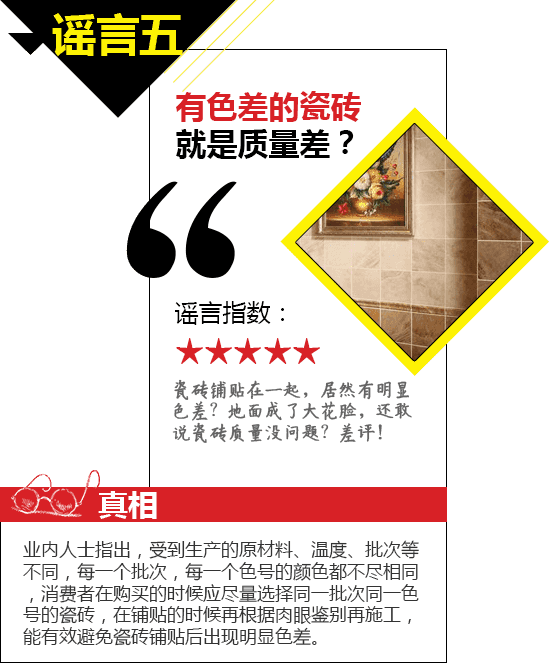 谣言五
有色差的瓷砖
就是质量差？
谣言指数：
★★★★★
瓷砖铺贴在一起，居然有明显
色差？地面成了大花脸，还敢
说瓷砖质量没问题？差评！
真相
业内人士指出，受到生产的原材料、温度、批次等
不同，每一个批次，每一个色号的颜色都不尽相同
，消费者在购买的时候应尽量选择同一批次同一色
号的瓷砖，在铺贴的时候再根据肉眼鉴别再施工，
能有效避免瓷砖铺贴后出现明显色差。